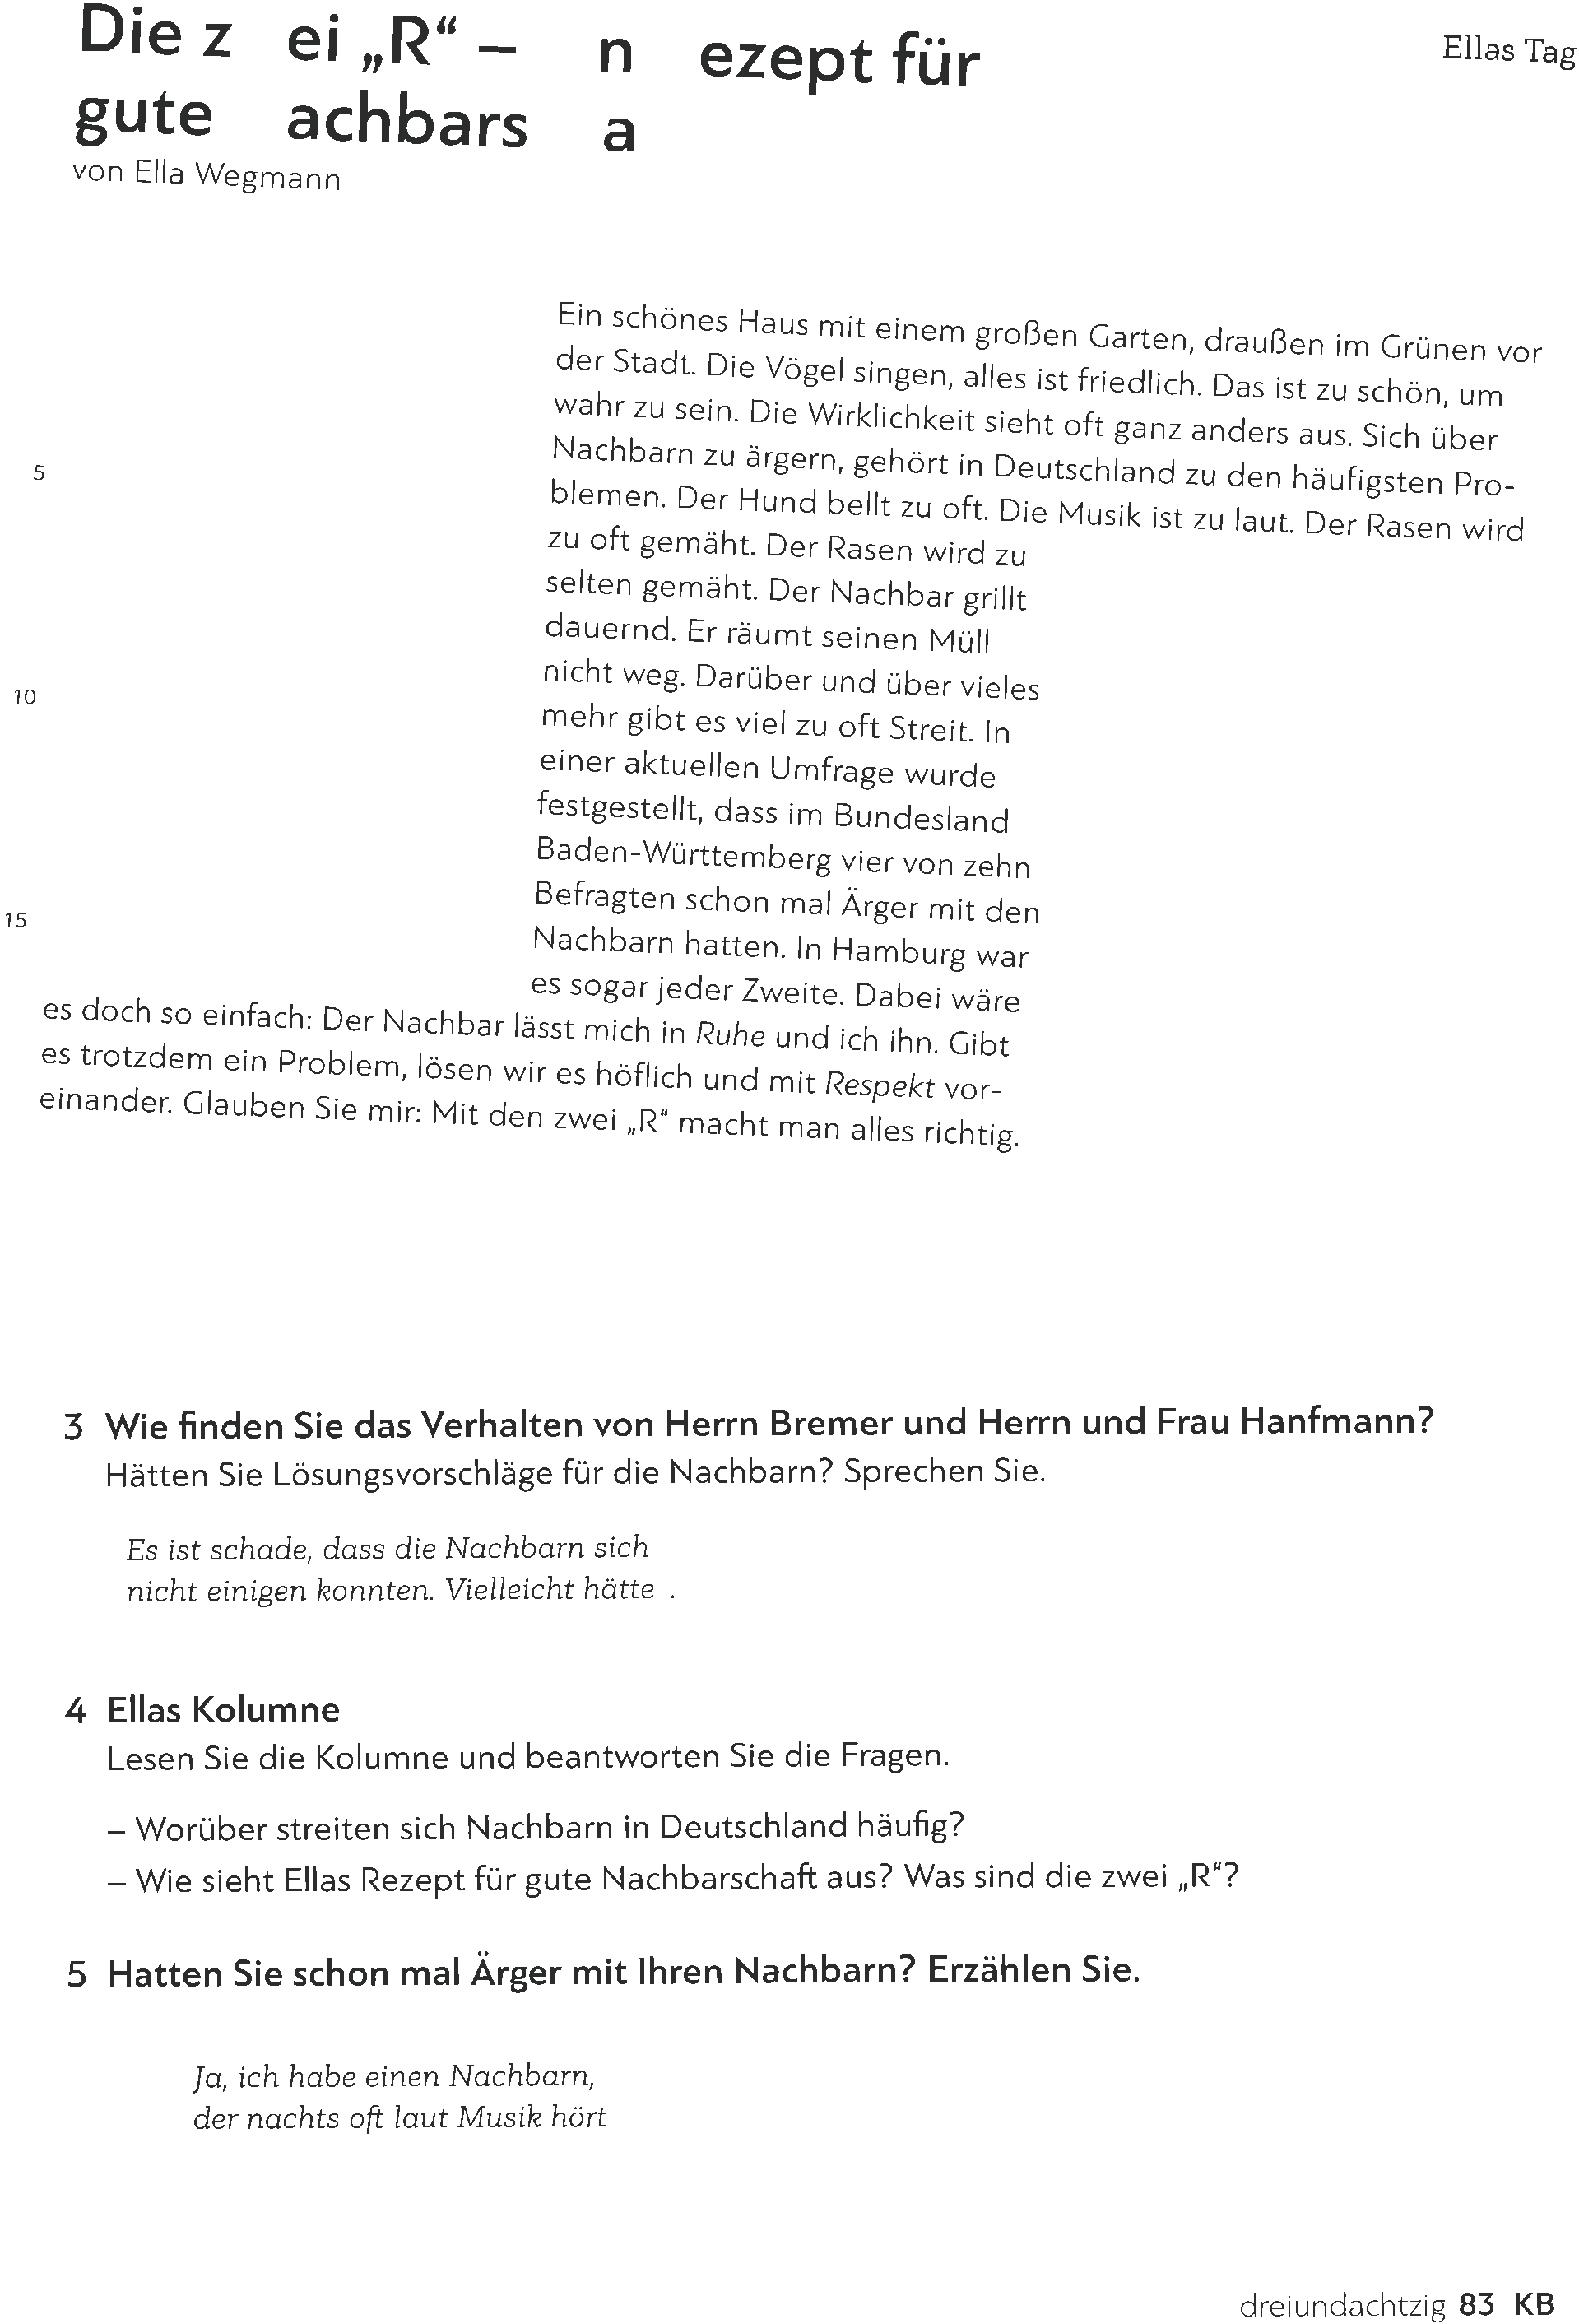 Die z ei „R“ – n ezept für
gute achbars a
von Ella Wegmann
Ellas Tag
Ein schönes Haus mit einem großen Garten, draußen im Grünen vor
der Stadt. Die Vögel singen, alles ist friedlich. Das ist zu schön, um
wahr zu sein. Die Wirklichkeit sieht oft ganz anders aus. Sich über
5 Nachbarn zu ärgern, gehört in Deutschland zu den häufigsten Pro-
blemen. Der Hund bellt zu oft. Die Musik ist zu laut. Der Rasen wird
zu oft gemäht. Der Rasen wird zu
selten gemäht. Der Nachbar grillt
dauernd. Er räumt seinen Müll
10 nicht weg. Darüber und über vieles
mehr gibt es viel zu oft Streit. In
einer aktuellen Umfrage wurde
festgestellt, dass im Bundesland
Baden-Württemberg vier von zehn
15 Befragten schon mal Ärger mit den
Nachbarn hatten. In Hamburg war
es sogar jeder Zweite. Dabei wäre
es doch so einfach: Der Nachbar lässt mich in Ruhe und ich ihn. Gibt
es trotzdem ein Problem, lösen wir es höflich und mit Respekt vor-
einander. Glauben Sie mir: Mit den zwei „R“ macht man alles richtig.
3 Wie finden Sie das Verhalten von Herrn Bremer und Herrn und Frau Hanfmann?
Hätten Sie Lösungsvorschläge für die Nachbarn? Sprechen Sie.
Es ist schade, dass die Nachbarn sich
nicht einigen konnten. Vielleicht hätte .
4 Ellas Kolumne
Lesen Sie die Kolumne und beantworten Sie die Fragen.
– Worüber streiten sich Nachbarn in Deutschland häufig?
– Wie sieht Ellas Rezept für gute Nachbarschaft aus? Was sind die zwei „R“?
5 Hatten Sie schon mal Ärger mit Ihren Nachbarn? Erzählen Sie.
Ja, ich habe einen Nachbarn,
der nachts oft laut Musik hört
dreiundachtzig 83 KB